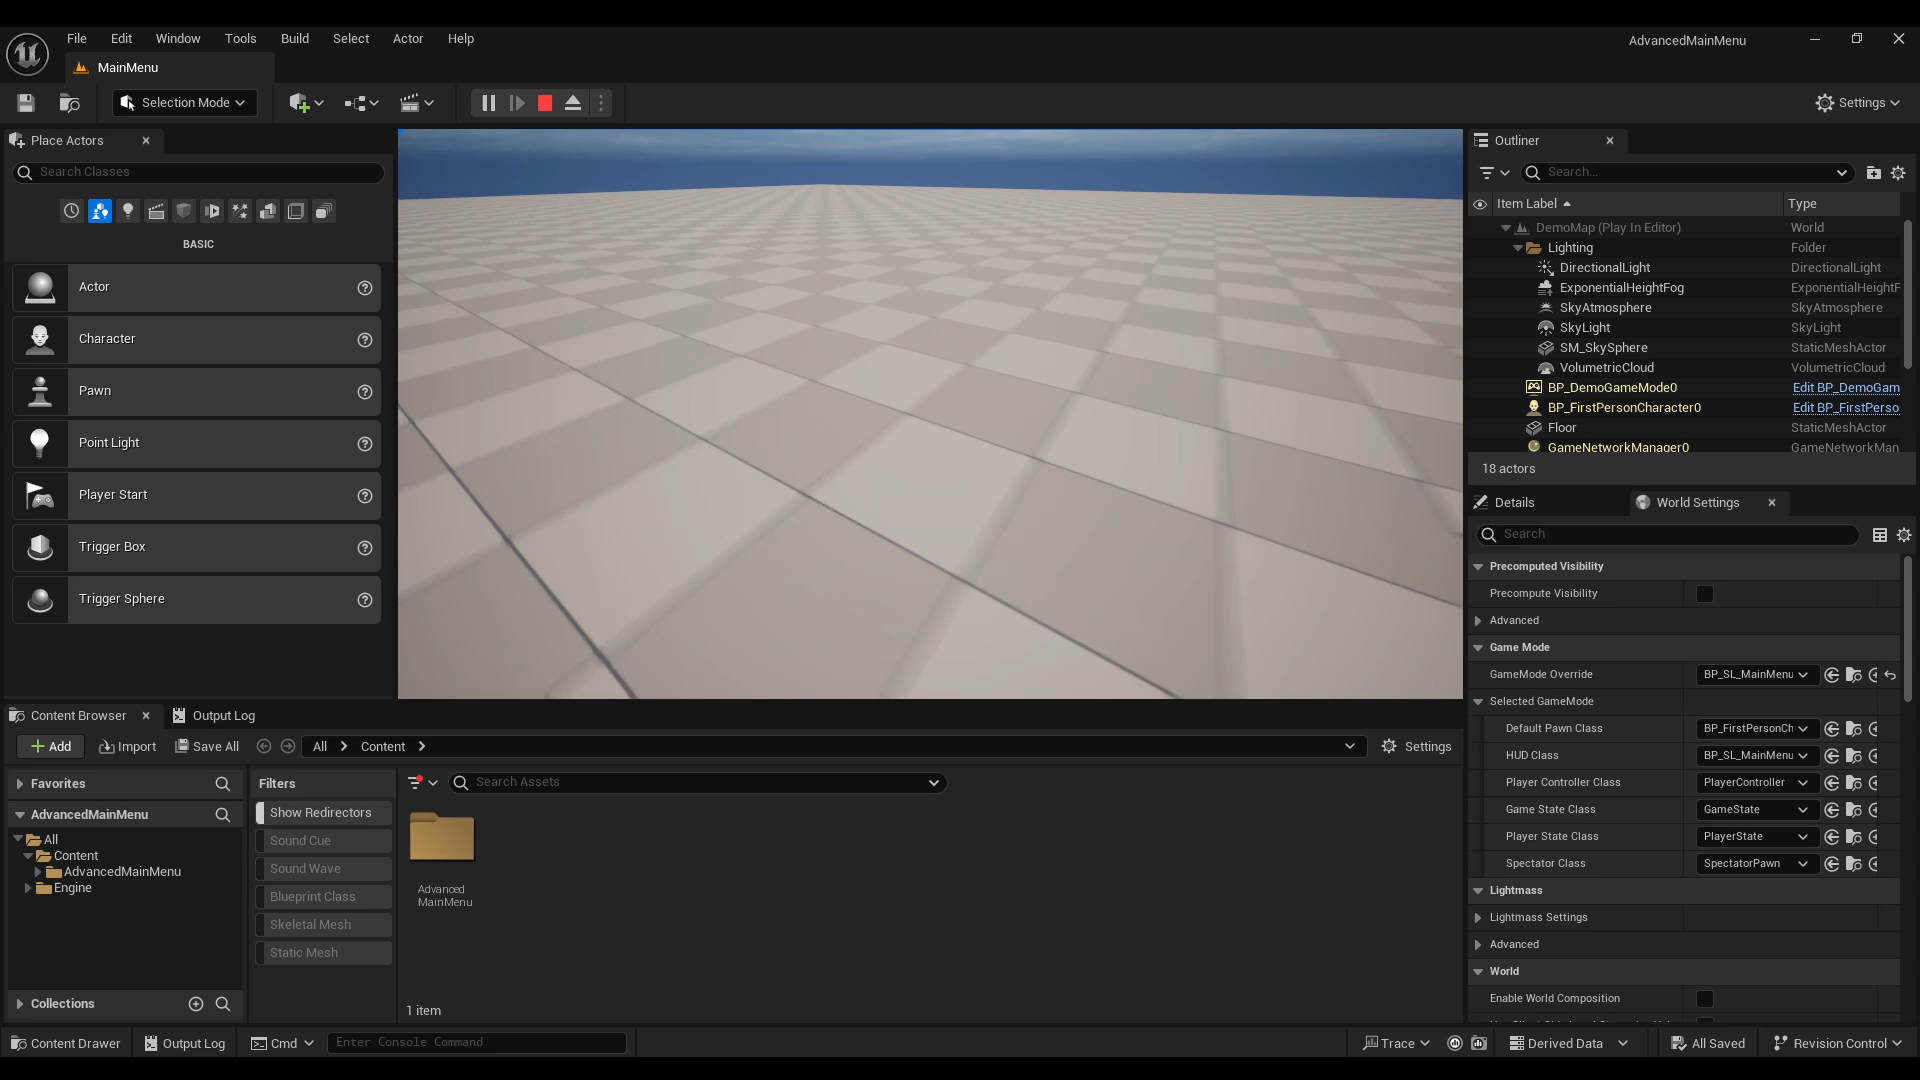 File Edit Window Tools Build Select Actor Help
AdvancedMainMenu
MainMenu
Selection Mode
Settings
Place Actors
Search Classes
BASIC
Actor
Character
Pawn
Point Light
Player Start
Trigger Box
Trigger Sphere
Outliner
Search...
Item Label Type
DemoMap (Play In Editor) World
Lighting Folder
DirectionalLight DirectionalLight
ExponentialHeightFog ExponentialHeightF
SkyAtmosphere SkyAtmosphere
SkyLight SkyLight
SM_SkySphere StaticMeshActor
VolumetricCloud VolumetricCloud
BP_DemoGameMode0 Edit BP_DemoGam
BP_FirstPersonCharacter0 Edit BP_FirstPerso
Floor StaticMeshActor
GameNetworkManager0 GameNetworkMan
18 actors
Details World Settings
Search
Precomputed Visibility
Precompute Visibility
Advanced
Game Mode
GameMode Override BP_SL_MainMenu
Selected GameMode
Default Pawn Class BP_FirstPersonCh
HUD Class BP_SL_MainMenu
Player Controller Class PlayerController
Game State Class GameState
Player State Class PlayerState
Spectator Class SpectatorPawn
Lightmass
Lightmass Settings
Advanced
World
Enable World Composition
Content Browser Output Log
Add Import Save All All Content Settings
Favorites
AdvancedMainMenu
All
Content
AdvancedMainMenu
Engine
Collections
Filters
Show Redirectors
Sound Cue
Sound Wave
Blueprint Class
Skeletal Mesh
Static Mesh
Search Assets
Advanced
MainMenu
1 item
Content Drawer Output Log Cmd Enter Console Command Trace Derived Data All Saved Revision Control